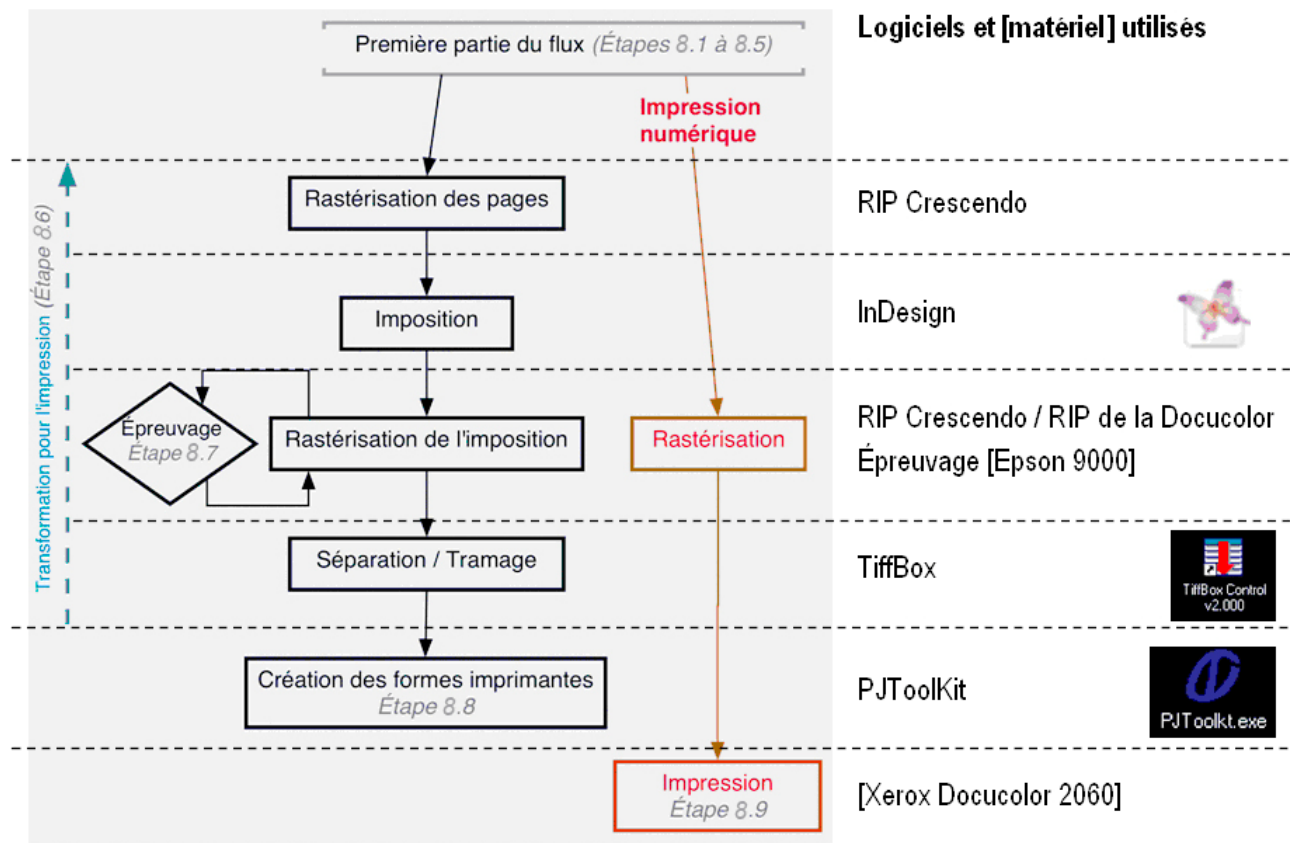 Première partie du flux (Étapes 8.1 à 8.5)
Logiciels et [matériel] utilisés
Impression
numérique
Transformation pour l'impression (Étape 8.6)
Rastérisation des pages
RIP Crescendo
Imposition
InDesign
Épreuvage
Étape 8.7
Rastérisation de l'imposition
Rastérisation
RIP Crescendo / RIP de la Docucolor
Épreuvage [Epson 9000]
Séparation / Tramage
TiffBox
TiffBox Control
v2.000
Création des formes imprimantes
Étape 8.8
PJToolKit
PJToolkt.exe
Impression
Étape 8.9
[Xerox Docucolor 2060]